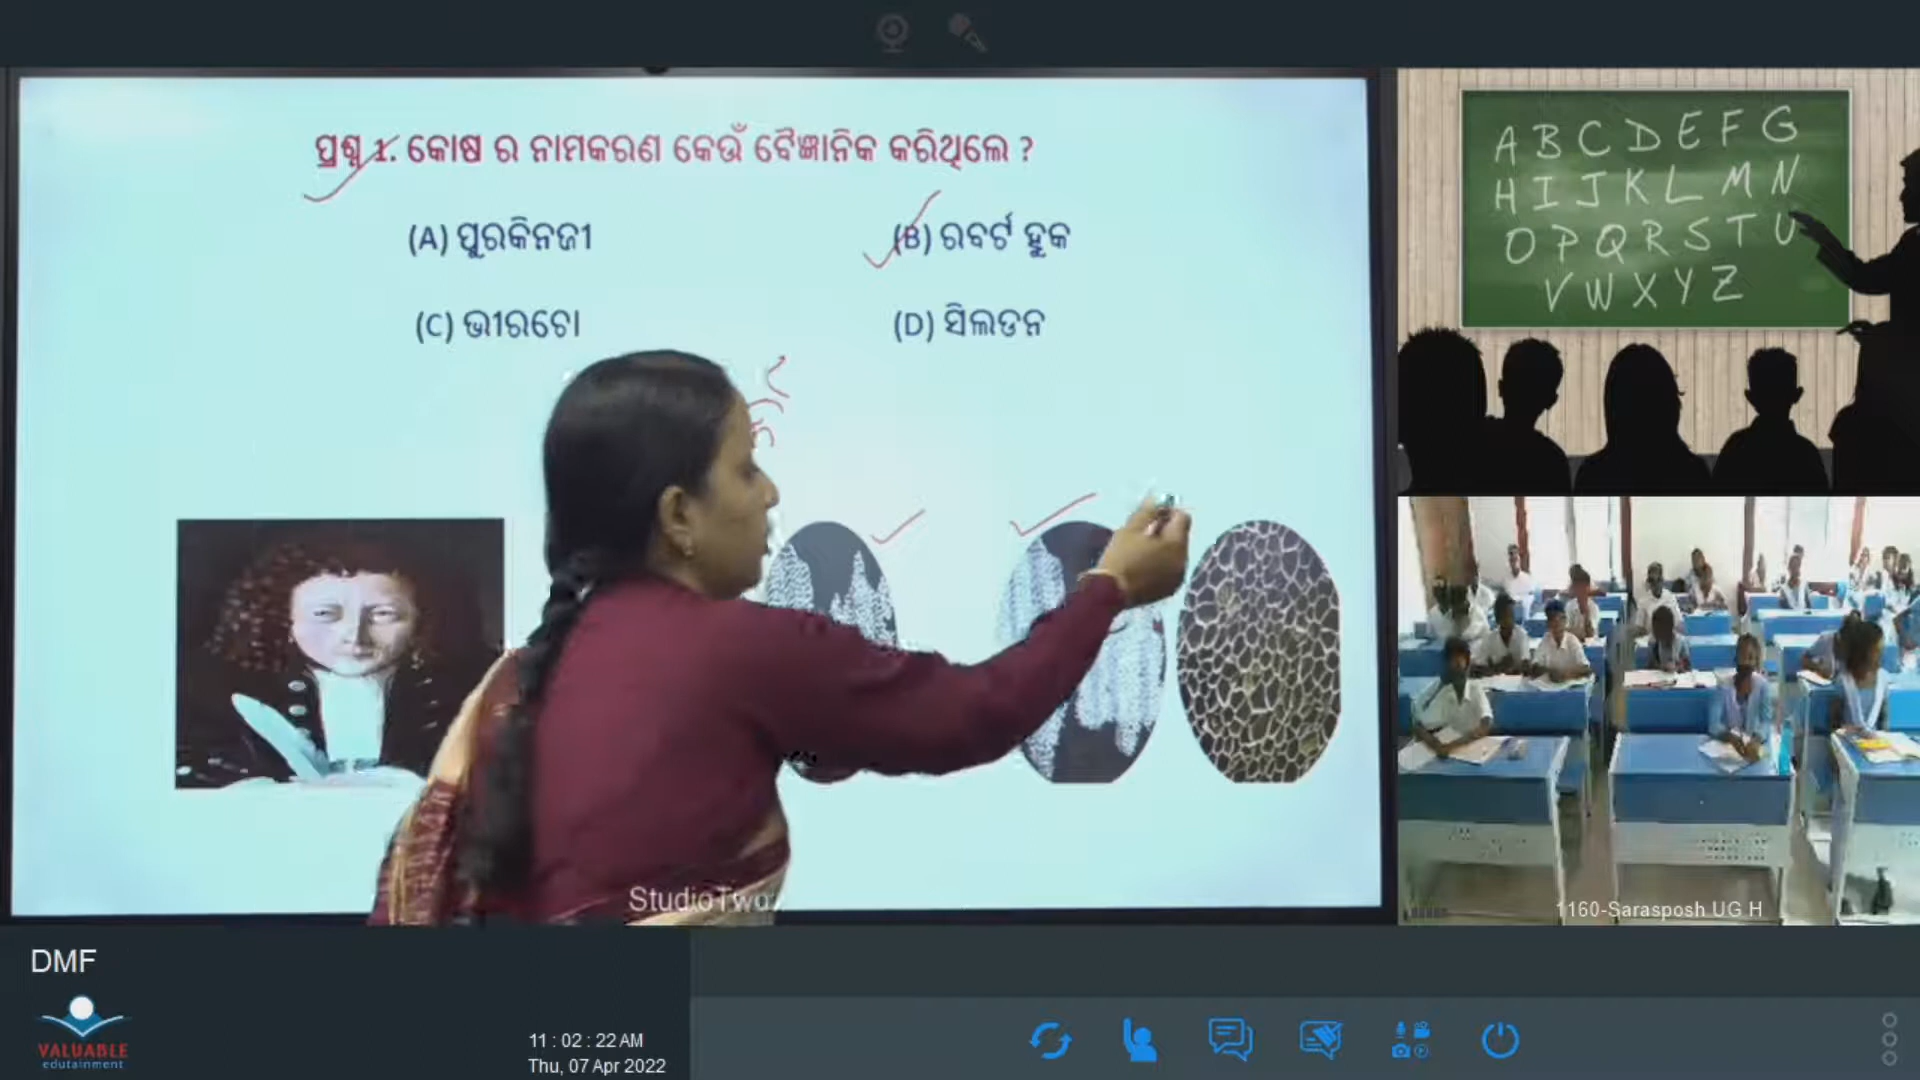 ପ୍ରଶ୍ନ 1. କୋଷ ର ନାମକରଣ କେଉଁ ବୈଜ୍ଞାନିକ କରିଥିଲେ ?
(A) ପୁରକିନଜୀ
(B) ରବର୍ଟ ହୁକ
(C) ଭୀରଚୋ
(D) ସିଲଡନ
StudioTwo
A B C D E F G
H I J K L M N
O P Q R S T U
V W X Y Z
1160-Sarasposh UG H
DMF
VALUABLE
edutainment
11 : 02 : 22 AM
Thu, 07 Apr 2022